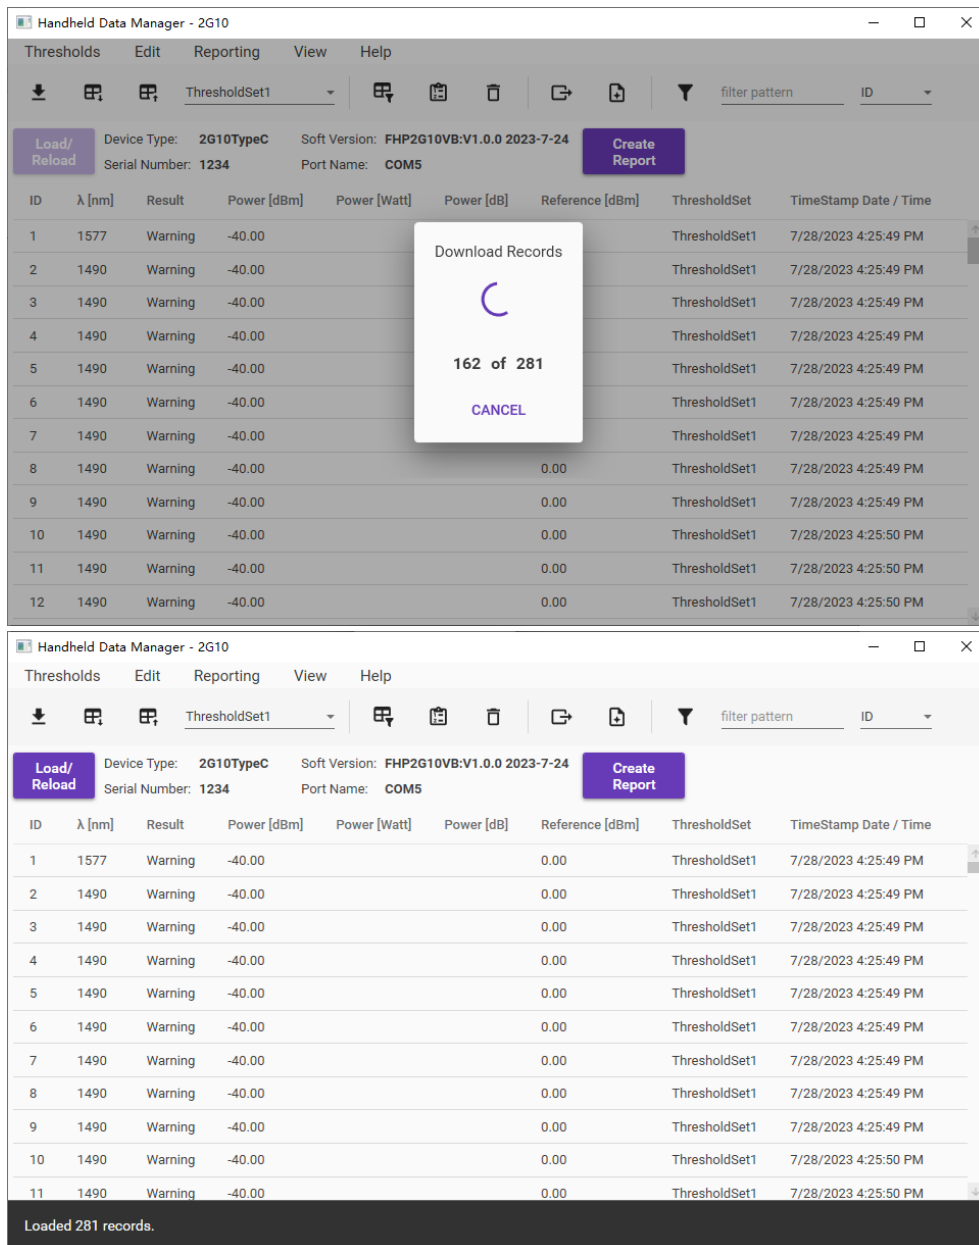 Handheld Data Manager - 2G10
Thresholds Edit Reporting View Help
ThresholdSet1 filter pattern ID
Load/ Reload Device Type: 2G10TypeC Soft Version: FHP2G10VB:V1.0.0 2023-7-24 Create Report
Serial Number: 1234 Port Name: COM5
ID λ [nm] Result Power [dBm] Power [Watt] Power [dB] Reference [dBm] ThresholdSet TimeStamp Date / Time
1 1577 Warning -40.00 ThresholdSet1 7/28/2023 4:25:49 PM
2 1490 Warning -40.00 ThresholdSet1 7/28/2023 4:25:49 PM
3 1490 Warning -40.00 ThresholdSet1 7/28/2023 4:25:49 PM
4 1490 Warning -40.00 ThresholdSet1 7/28/2023 4:25:49 PM
5 1490 Warning -40.00 ThresholdSet1 7/28/2023 4:25:49 PM
6 1490 Warning -40.00 ThresholdSet1 7/28/2023 4:25:49 PM
7 1490 Warning -40.00 ThresholdSet1 7/28/2023 4:25:49 PM
8 1490 Warning -40.00 0.00 ThresholdSet1 7/28/2023 4:25:49 PM
9 1490 Warning -40.00 0.00 ThresholdSet1 7/28/2023 4:25:49 PM
10 1490 Warning -40.00 0.00 ThresholdSet1 7/28/2023 4:25:50 PM
11 1490 Warning -40.00 0.00 ThresholdSet1 7/28/2023 4:25:50 PM
12 1490 Warning -40.00 0.00 ThresholdSet1 7/28/2023 4:25:50 PM
Download Records
162 of 281
CANCEL
Handheld Data Manager - 2G10
Thresholds Edit Reporting View Help
ThresholdSet1 filter pattern ID
Load/ Reload Device Type: 2G10TypeC Soft Version: FHP2G10VB:V1.0.0 2023-7-24 Create Report
Serial Number: 1234 Port Name: COM5
ID λ [nm] Result Power [dBm] Power [Watt] Power [dB] Reference [dBm] ThresholdSet TimeStamp Date / Time
1 1577 Warning -40.00 0.00 ThresholdSet1 7/28/2023 4:25:49 PM
2 1490 Warning -40.00 0.00 ThresholdSet1 7/28/2023 4:25:49 PM
3 1490 Warning -40.00 0.00 ThresholdSet1 7/28/2023 4:25:49 PM
4 1490 Warning -40.00 0.00 ThresholdSet1 7/28/2023 4:25:49 PM
5 1490 Warning -40.00 0.00 ThresholdSet1 7/28/2023 4:25:49 PM
6 1490 Warning -40.00 0.00 ThresholdSet1 7/28/2023 4:25:49 PM
7 1490 Warning -40.00 0.00 ThresholdSet1 7/28/2023 4:25:49 PM
8 1490 Warning -40.00 0.00 ThresholdSet1 7/28/2023 4:25:49 PM
9 1490 Warning -40.00 0.00 ThresholdSet1 7/28/2023 4:25:49 PM
10 1490 Warning -40.00 0.00 ThresholdSet1 7/28/2023 4:25:50 PM
11 1490 Warning -40.00 0.00 ThresholdSet1 7/28/2023 4:25:50 PM
Loaded 281 records.